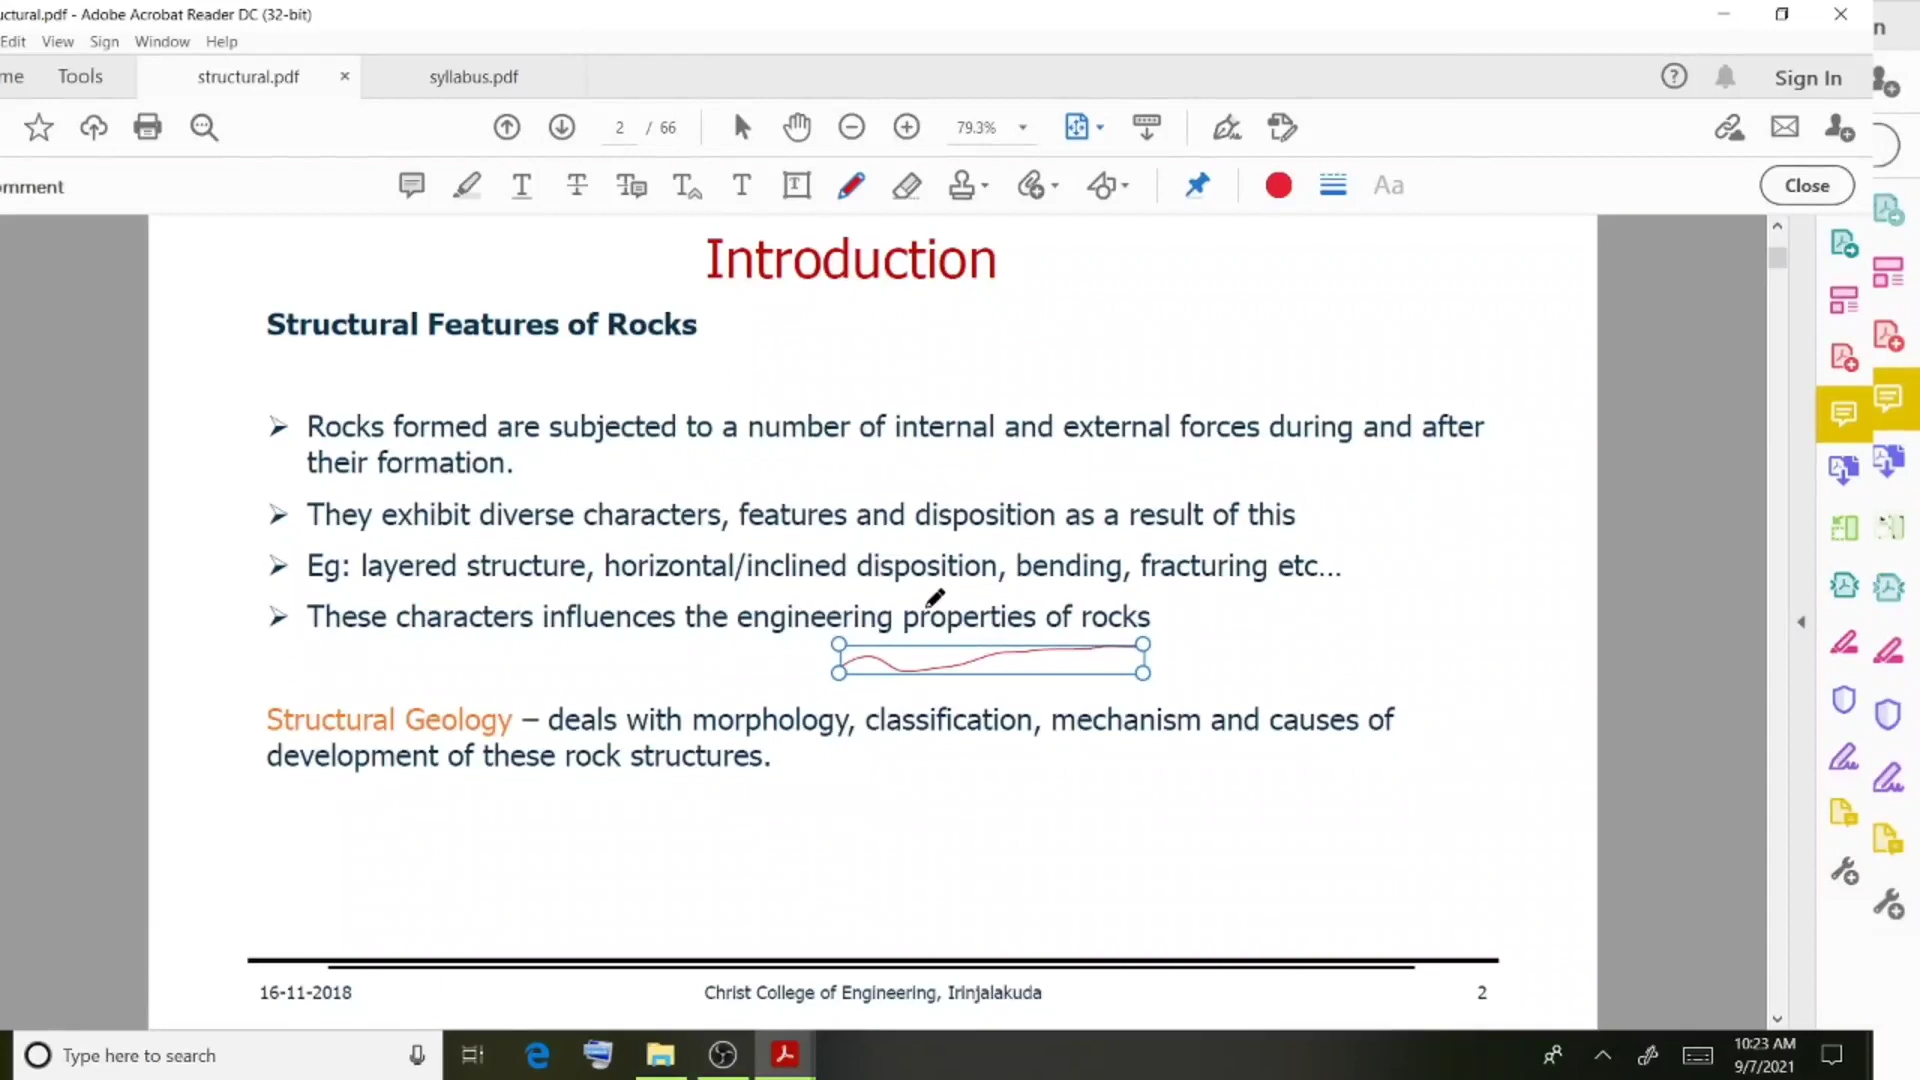 uctural.pdf - Adobe Acrobat Reader DC (32-bit)
Edit View Sign Window Help
me Tools structural.pdf × syllabus.pdf Sign In
2 / 66 79.3%
omment Aa Close
Introduction
Structural Features of Rocks
Rocks formed are subjected to a number of internal and external forces during and after
their formation.
They exhibit diverse characters, features and disposition as a result of this
Eg: layered structure, horizontal/inclined disposition, bending, fracturing etc...
These characters influences the engineering properties of rocks
Structural Geology – deals with morphology, classification, mechanism and causes of
development of these rock structures.
16-11-2018 Christ College of Engineering, Irinjalakuda 2
Type here to search
10:23 AM
9/7/2021